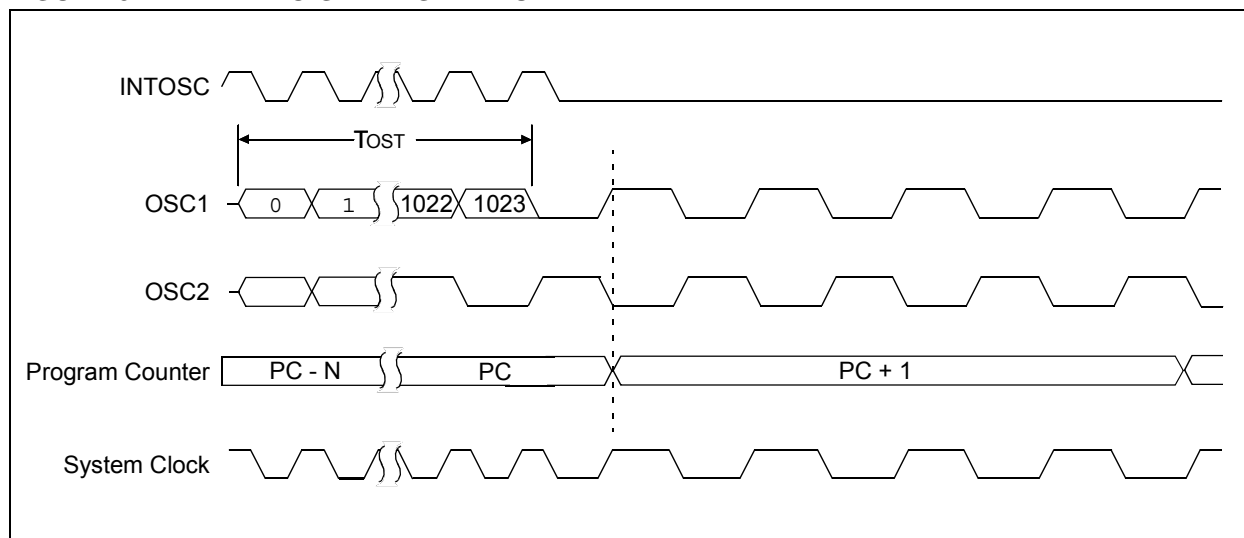 INTOSC
TOST
OSC1 0 1 1022 1023
OSC2
Program Counter PC - N PC PC + 1
System Clock